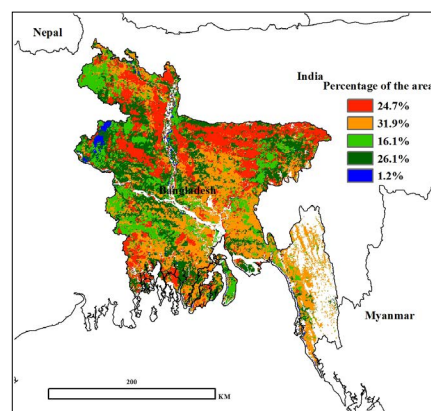 Nepal
India
Percentage of the area
24.7%
31.9%
16.1%
26.1%
1.2%
Bangladesh
Myanmar
200
KM